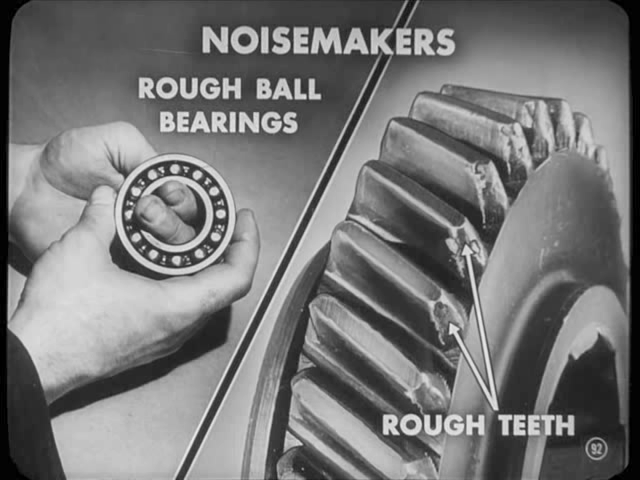 NOISEMAKERS
ROUGH BALL
BEARINGS
ROUGH TEETH
92